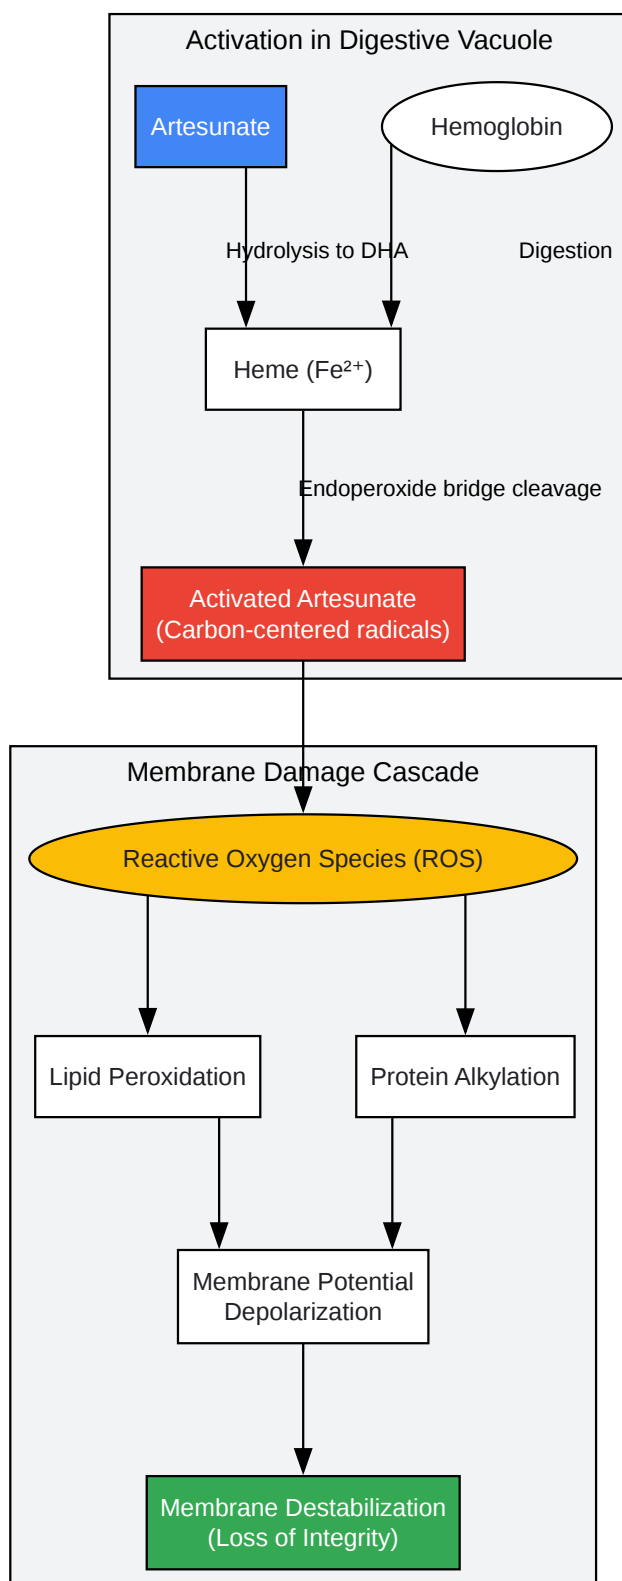 Activation in Digestive Vacuole
Artesunate
Hemoglobin
Hydrolysis to DHA
Digestion
Heme (Fe²⁺)
Endoperoxide bridge cleavage
Activated Artesunate
(Carbon-centered radicals)
Membrane Damage Cascade
Reactive Oxygen Species (ROS)
Lipid Peroxidation
Protein Alkylation
Membrane Potential
Depolarization
Membrane Destabilization
(Loss of Integrity)